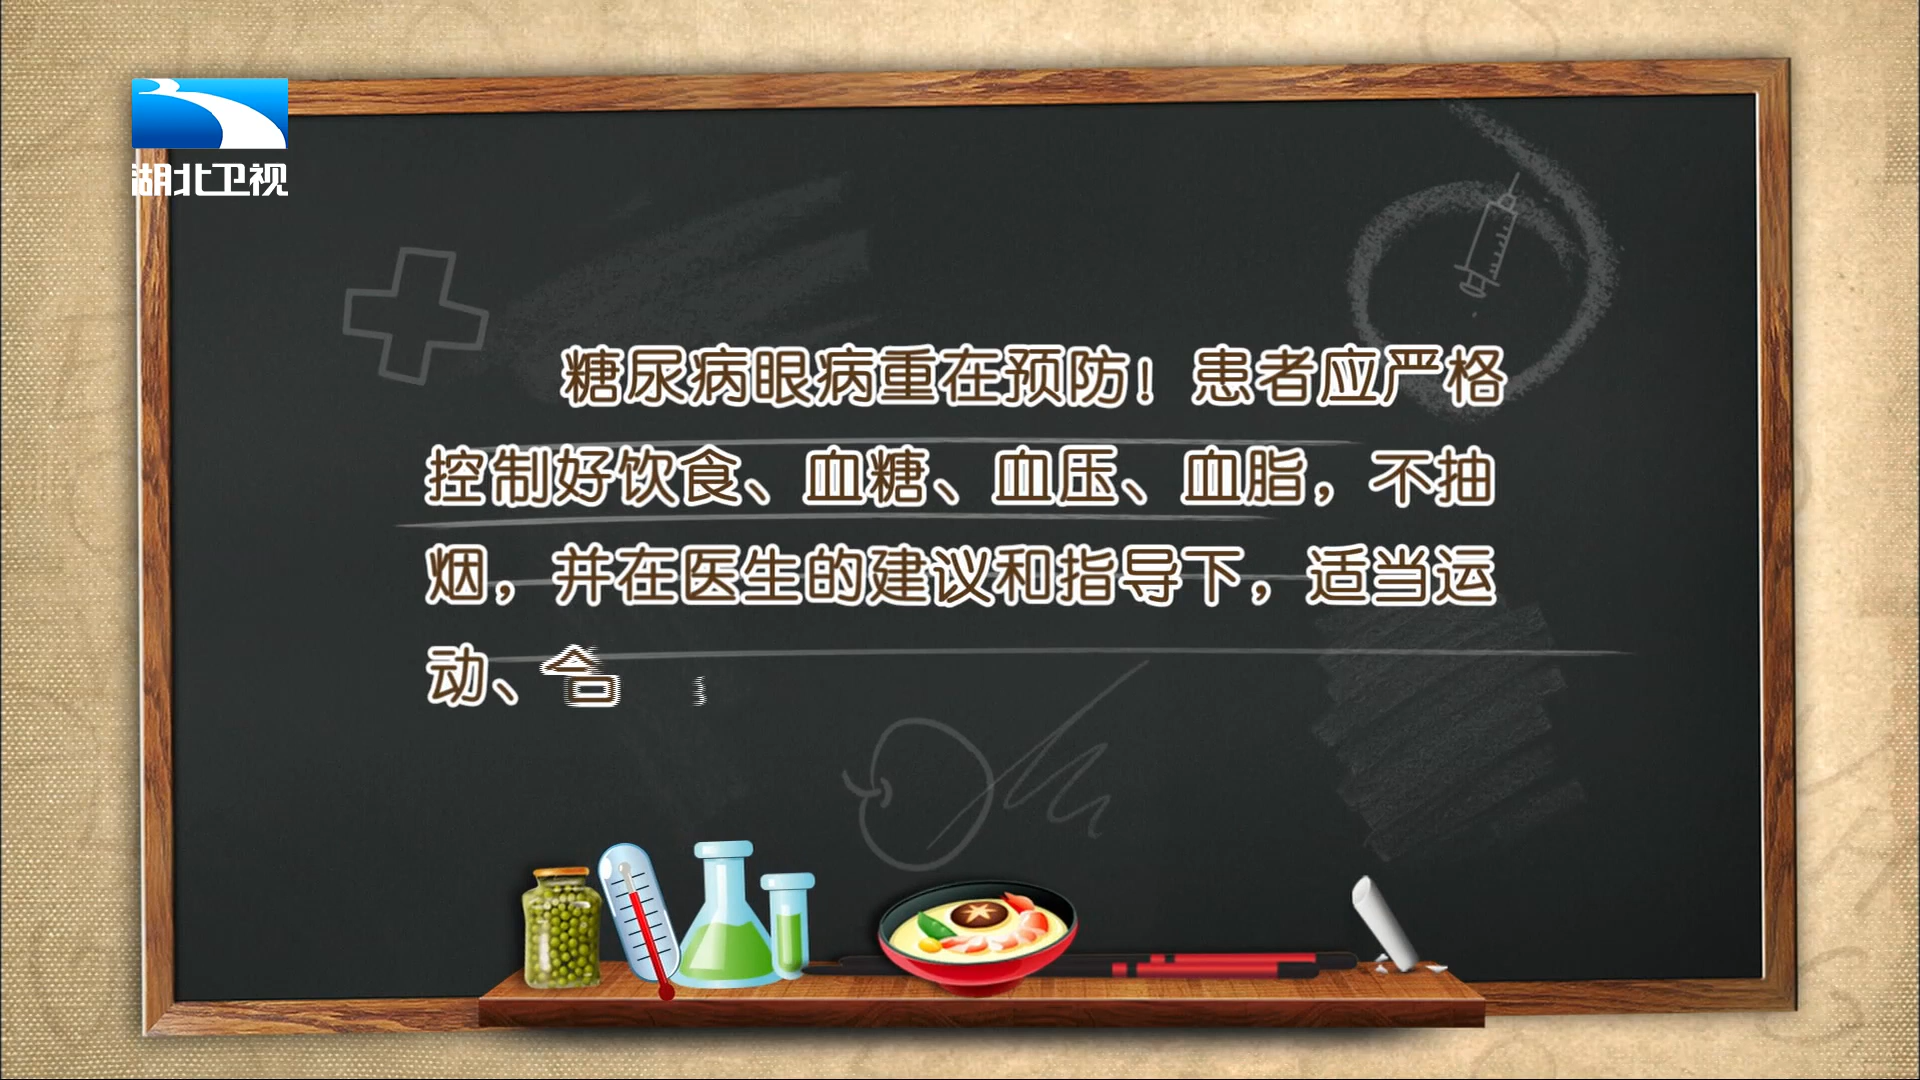 湖北卫视
糖尿病眼病重在预防！患者应严格
控制好饮食、血糖、血压、血脂，不抽
烟，并在医生的建议和指导下，适当运
动、合